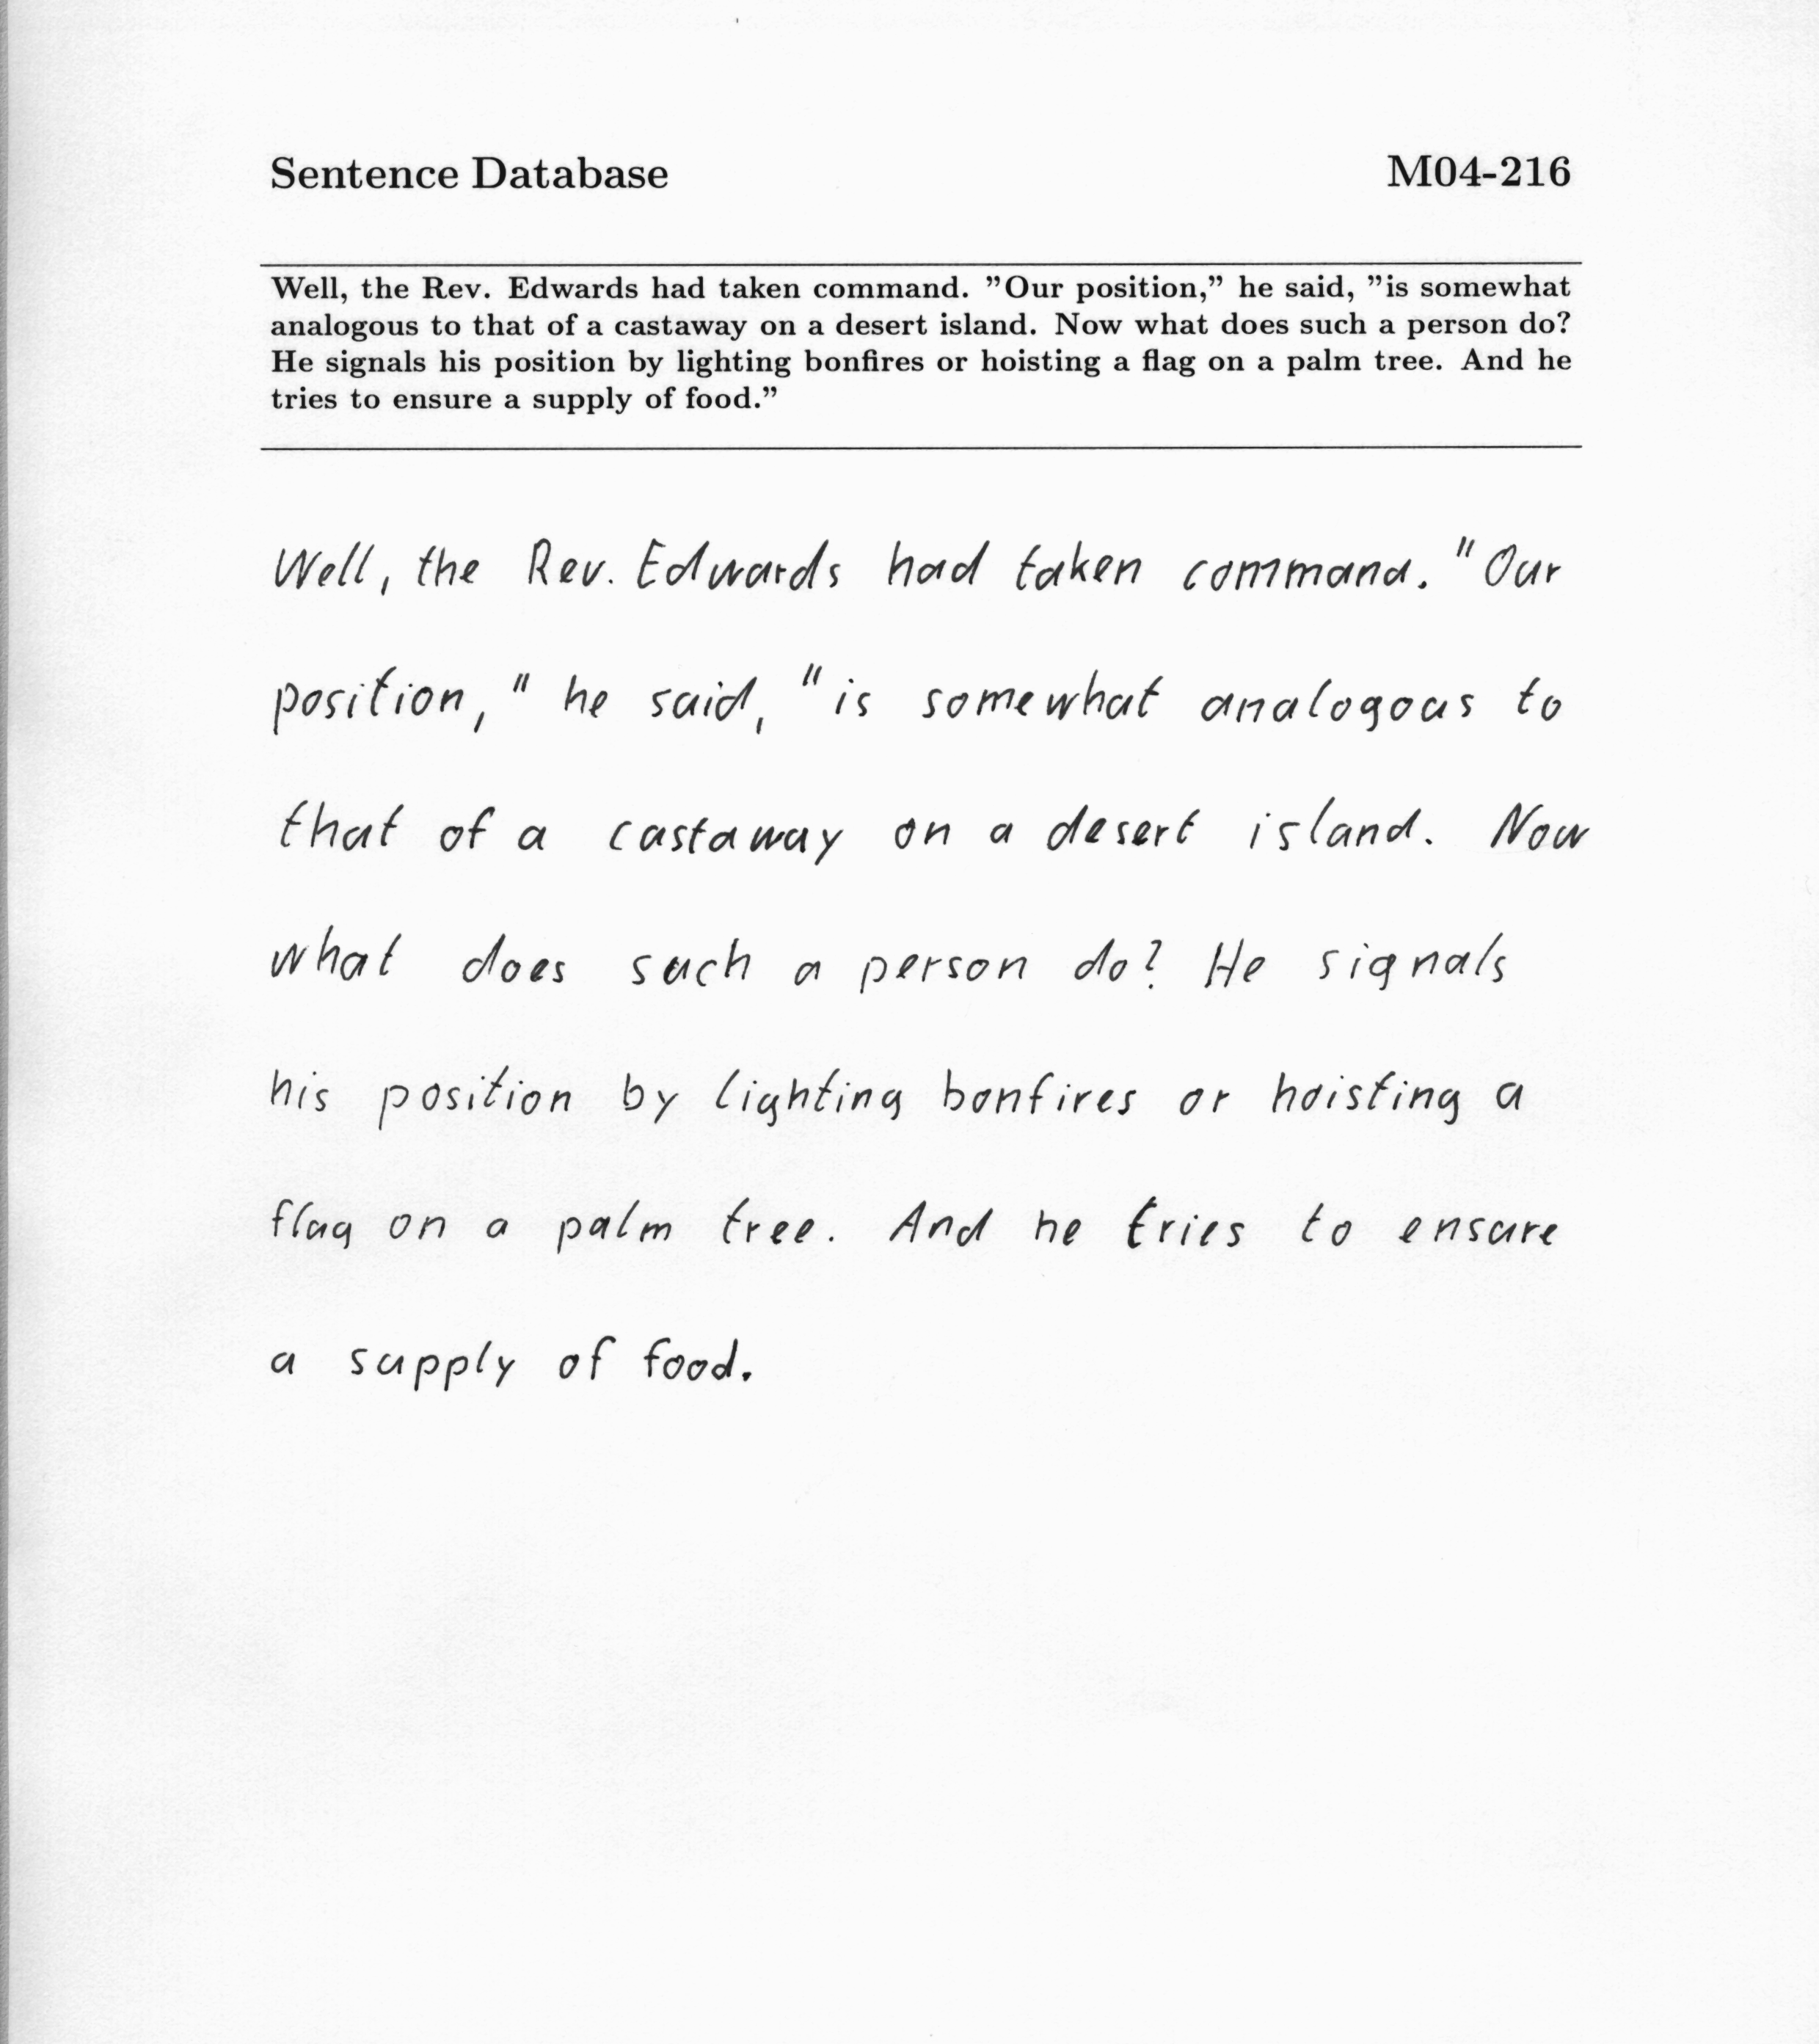 Sentence Database M04-216
Well, the Rev. Edwards had taken command. ”Our position,” he said, ”is somewhat
analogous to that of a castaway on a desert island. Now what does such a person do?
He signals his position by lighting bonfires or hoisting a flag on a palm tree. And he
tries to ensure a supply of food.”
Well, the Rev. Edwards had taken command. "Our
position," he said, "is somewhat analogous to
that of a castaway on a desert island. Now
what does such a person do? He signals
his position by lighting bonfires or hoisting a
flag on a palm tree. And he tries to ensure
a supply of food.